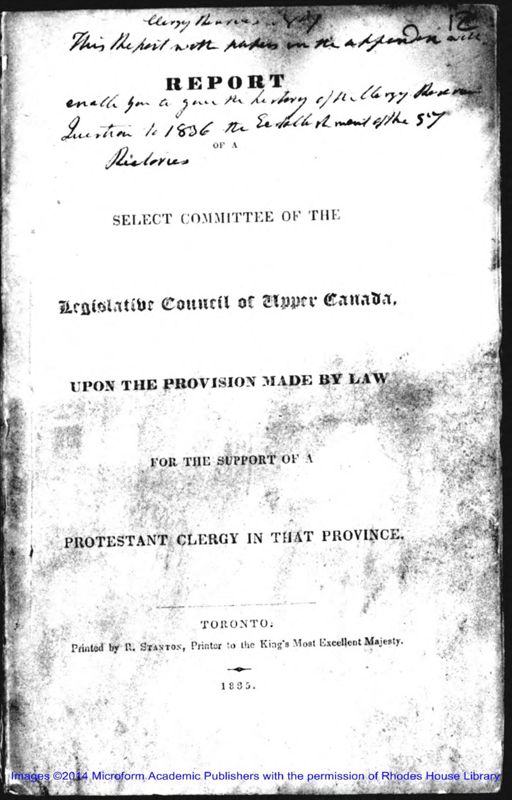 Clergy Reserves
12
This Report with papers in the appendix will
REPORT
enable you to give the history of the Clergy Reserve
Question to 1836 the Establishment of the 57
OF A
Rictories
SELECT COMMITTEE OF THE
Legislative Council of Upper Canada,
UPON THE PROVISION MADE BY LAW
FOR THE SUPPORT OF A
PROTESTANT CLERGY IN THAT PROVINCE.
TORONTO:
Printed by R. STANTON, Printer to the King's Most Excellent Majesty.
1835.
Images ©2014 Microform Academic Publishers with the permission of Rhodes House Library